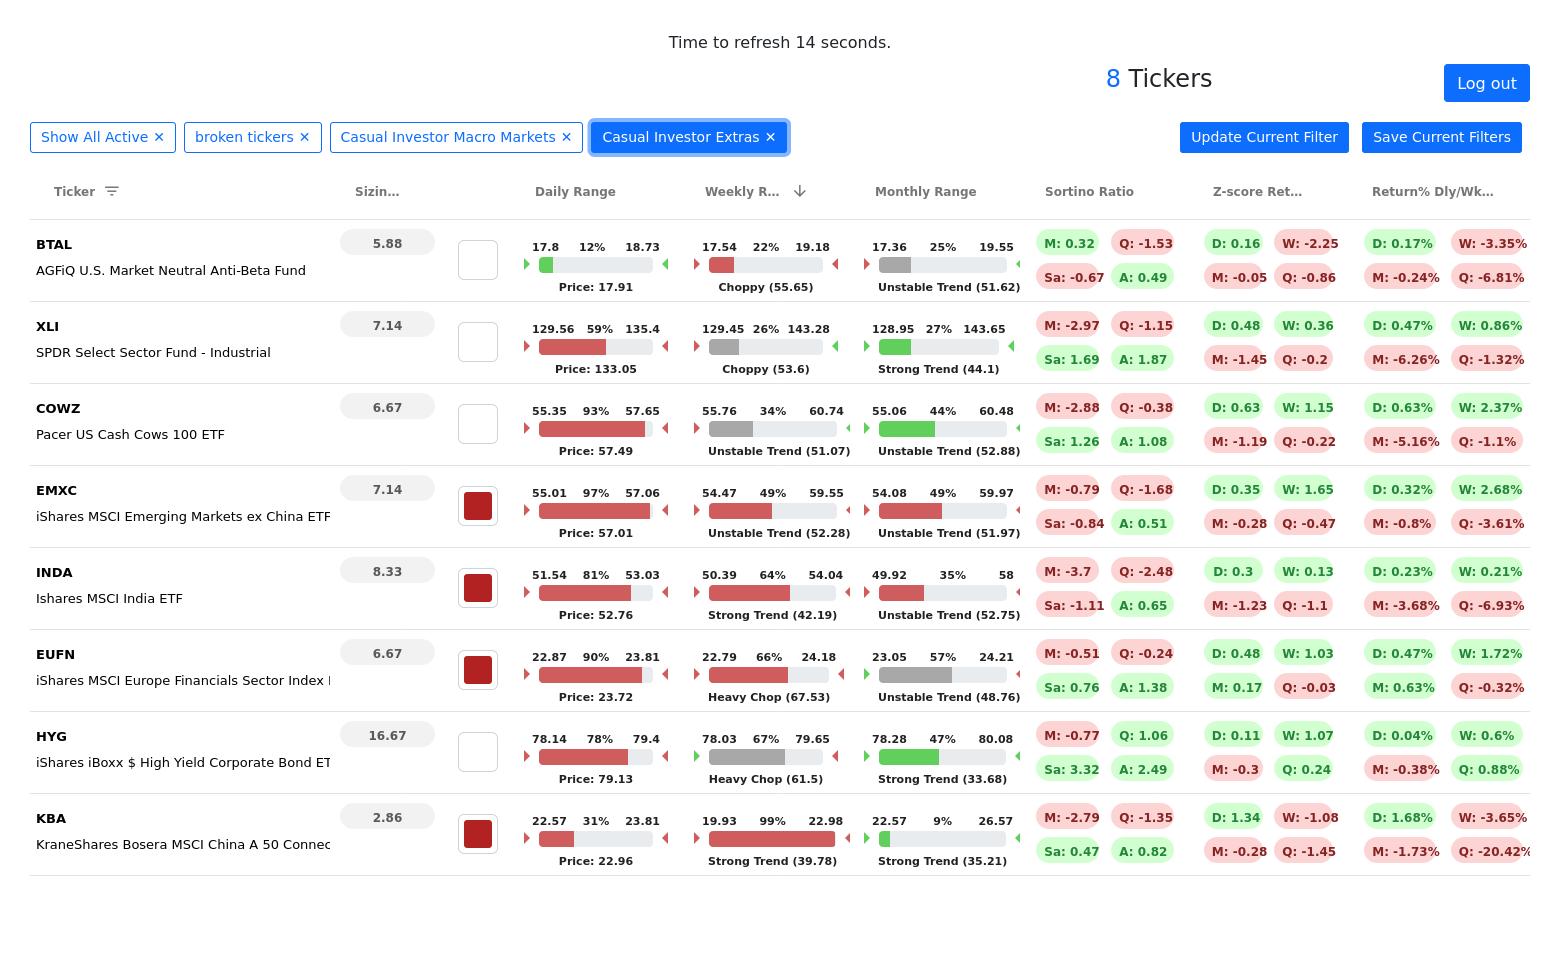 Time to refresh 14 seconds.
8 Tickers
Log out
Show All Active ✕ broken tickers ✕ Casual Investor Macro Markets ✕ Casual Investor Extras ✕ Update Current Filter Save Current Filters
Ticker Sizin… Daily Range Weekly R… Monthly Range Sortino Ratio Z-score Ret… Return% Dly/Wk…
BTAL 5.88 17.8 12% 18.73 17.54 22% 19.18 17.36 25% 19.55 M: 0.32 Q: -1.53 D: 0.16 W: -2.25 D: 0.17% W: -3.35%
AGFiQ U.S. Market Neutral Anti-Beta Fund Price: 17.91 Choppy (55.65) Unstable Trend (51.62) Sa: -0.67 A: 0.49 M: -0.05 Q: -0.86 M: -0.24% Q: -6.81%
XLI 7.14 129.56 59% 135.4 129.45 26% 143.28 128.95 27% 143.65 M: -2.97 Q: -1.15 D: 0.48 W: 0.36 D: 0.47% W: 0.86%
SPDR Select Sector Fund - Industrial Price: 133.05 Choppy (53.6) Strong Trend (44.1) Sa: 1.69 A: 1.87 M: -1.45 Q: -0.2 M: -6.26% Q: -1.32%
COWZ 6.67 55.35 93% 57.65 55.76 34% 60.74 55.06 44% 60.48 M: -2.88 Q: -0.38 D: 0.63 W: 1.15 D: 0.63% W: 2.37%
Pacer US Cash Cows 100 ETF Price: 57.49 Unstable Trend (51.07) Unstable Trend (52.88) Sa: 1.26 A: 1.08 M: -1.19 Q: -0.22 M: -5.16% Q: -1.1%
EMXC 7.14 55.01 97% 57.06 54.47 49% 59.55 54.08 49% 59.97 M: -0.79 Q: -1.68 D: 0.35 W: 1.65 D: 0.32% W: 2.68%
iShares MSCI Emerging Markets ex China ETF Price: 57.01 Unstable Trend (52.28) Unstable Trend (51.97) Sa: -0.84 A: 0.51 M: -0.28 Q: -0.47 M: -0.8% Q: -3.61%
INDA 8.33 51.54 81% 53.03 50.39 64% 54.04 49.92 35% 58 M: -3.7 Q: -2.48 D: 0.3 W: 0.13 D: 0.23% W: 0.21%
Ishares MSCI India ETF Price: 52.76 Strong Trend (42.19) Unstable Trend (52.75) Sa: -1.11 A: 0.65 M: -1.23 Q: -1.1 M: -3.68% Q: -6.93%
EUFN 6.67 22.87 90% 23.81 22.79 66% 24.18 23.05 57% 24.21 M: -0.51 Q: -0.24 D: 0.48 W: 1.03 D: 0.47% W: 1.72%
iShares MSCI Europe Financials Sector Index Price: 23.72 Heavy Chop (67.53) Unstable Trend (48.76) Sa: 0.76 A: 1.38 M: 0.17 Q: -0.03 M: 0.63% Q: -0.32%
HYG 16.67 78.14 78% 79.4 78.03 67% 79.65 78.28 47% 80.08 M: -0.77 Q: 1.06 D: 0.11 W: 1.07 D: 0.04% W: 0.6%
iShares iBoxx $ High Yield Corporate Bond ET Price: 79.13 Heavy Chop (61.5) Strong Trend (33.68) Sa: 3.32 A: 2.49 M: -0.3 Q: 0.24 M: -0.38% Q: 0.88%
KBA 2.86 22.57 31% 23.81 19.93 99% 22.98 22.57 9% 26.57 M: -2.79 Q: -1.35 D: 1.34 W: -1.08 D: 1.68% W: -3.65%
KraneShares Bosera MSCI China A 50 Connec Price: 22.96 Strong Trend (39.78) Strong Trend (35.21) Sa: 0.47 A: 0.82 M: -0.28 Q: -1.45 M: -1.73% Q: -20.42%